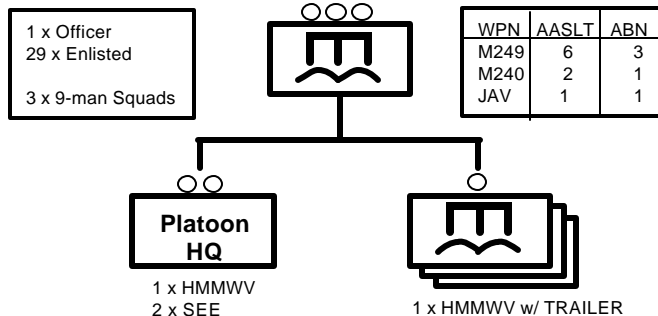 1 x Officer
29 x Enlisted
3 x 9-man Squads
WPN AASLT ABN
M249 6 3
M240 2 1
JAV 1 1
Platoon
HQ
1 x HMMWV
2 x SEE
1 x HMMWV w/ TRAILER